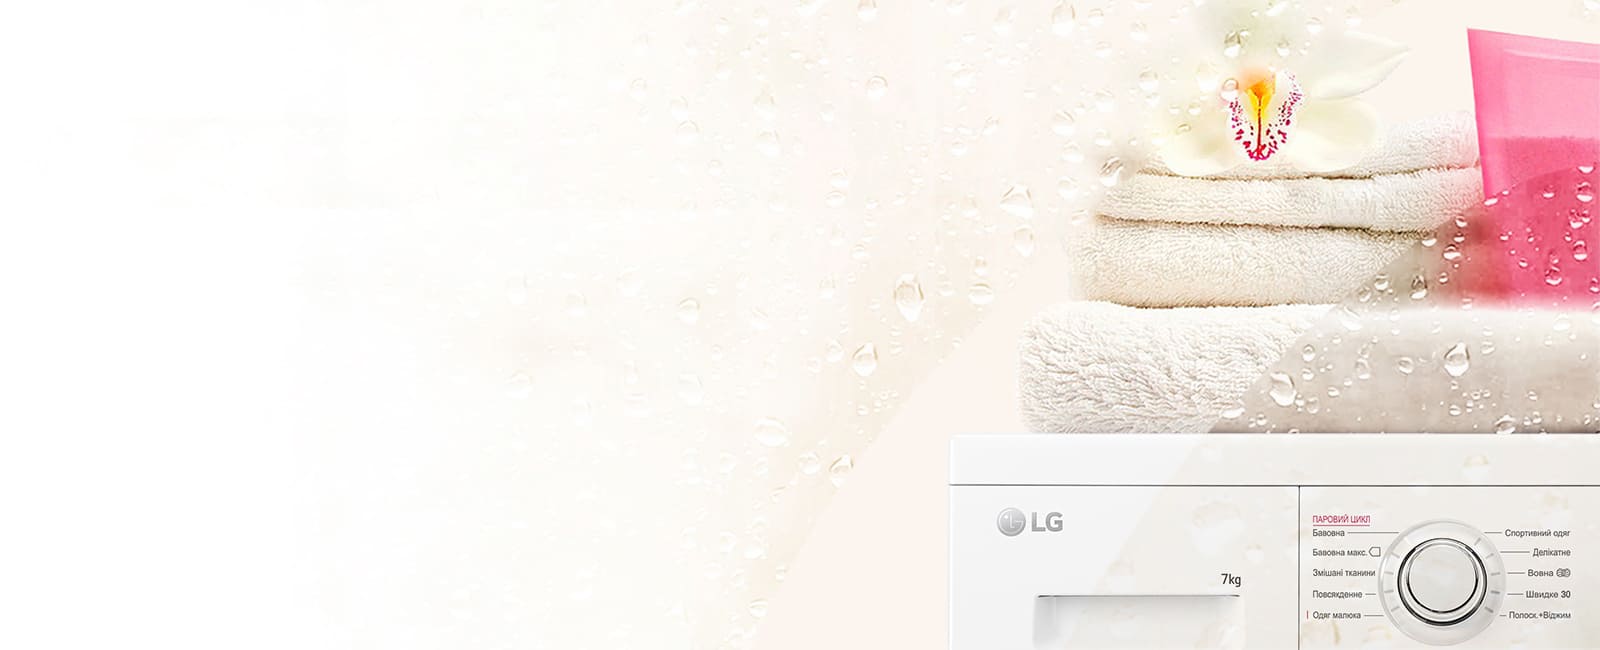 LG
7kg
ПАРОВИЙ ЦИКЛ
Бавовна
Бавовна макс.
Змішані тканини
Повсякденне
Одяг малюка
Спортивний одяг
Делікатне
Вовна
Швидке 30
Полоск.+Віджим